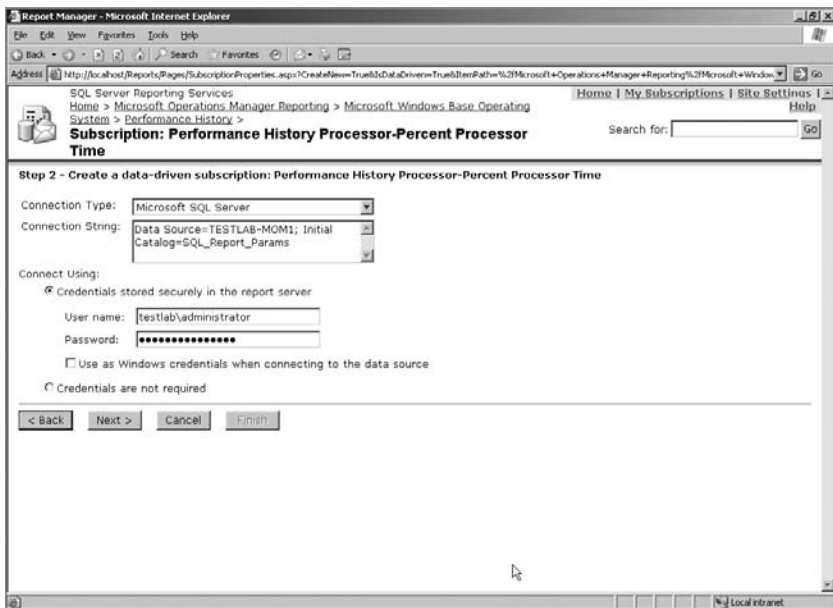 Report Manager - Microsoft Internet Explorer
File Edit View Favorites Tools Help
Back Search Favorites
Address http://localhost/Reports/Pages/SubscriptionProperties.aspx?CreateNew=True&IsDataDriven=True&ItemPath=%2fMicrosoft+Operations+Manager+Reporting%2fMicrosoft+Window Go
SQL Server Reporting Services
Home | My Subscriptions | Site Settings |
Help
Home > Microsoft Operations Manager Reporting > Microsoft Windows Base Operating
System > Performance History >
Subscription: Performance History Processor-Percent Processor
Time
Search for: Go
Step 2 - Create a data-driven subscription: Performance History Processor-Percent Processor Time
Connection Type: Microsoft SQL Server
Connection String: Data Source=TESTLAB-MOM1; Initial
Catalog=SQL_Report_Params
Connect Using:
Credentials stored securely in the report server
User name: testlab\administrator
Password: ●●●●●●●●●●●●●●●
Use as Windows credentials when connecting to the data source
Credentials are not required
< Back Next > Cancel Finish
Local intranet